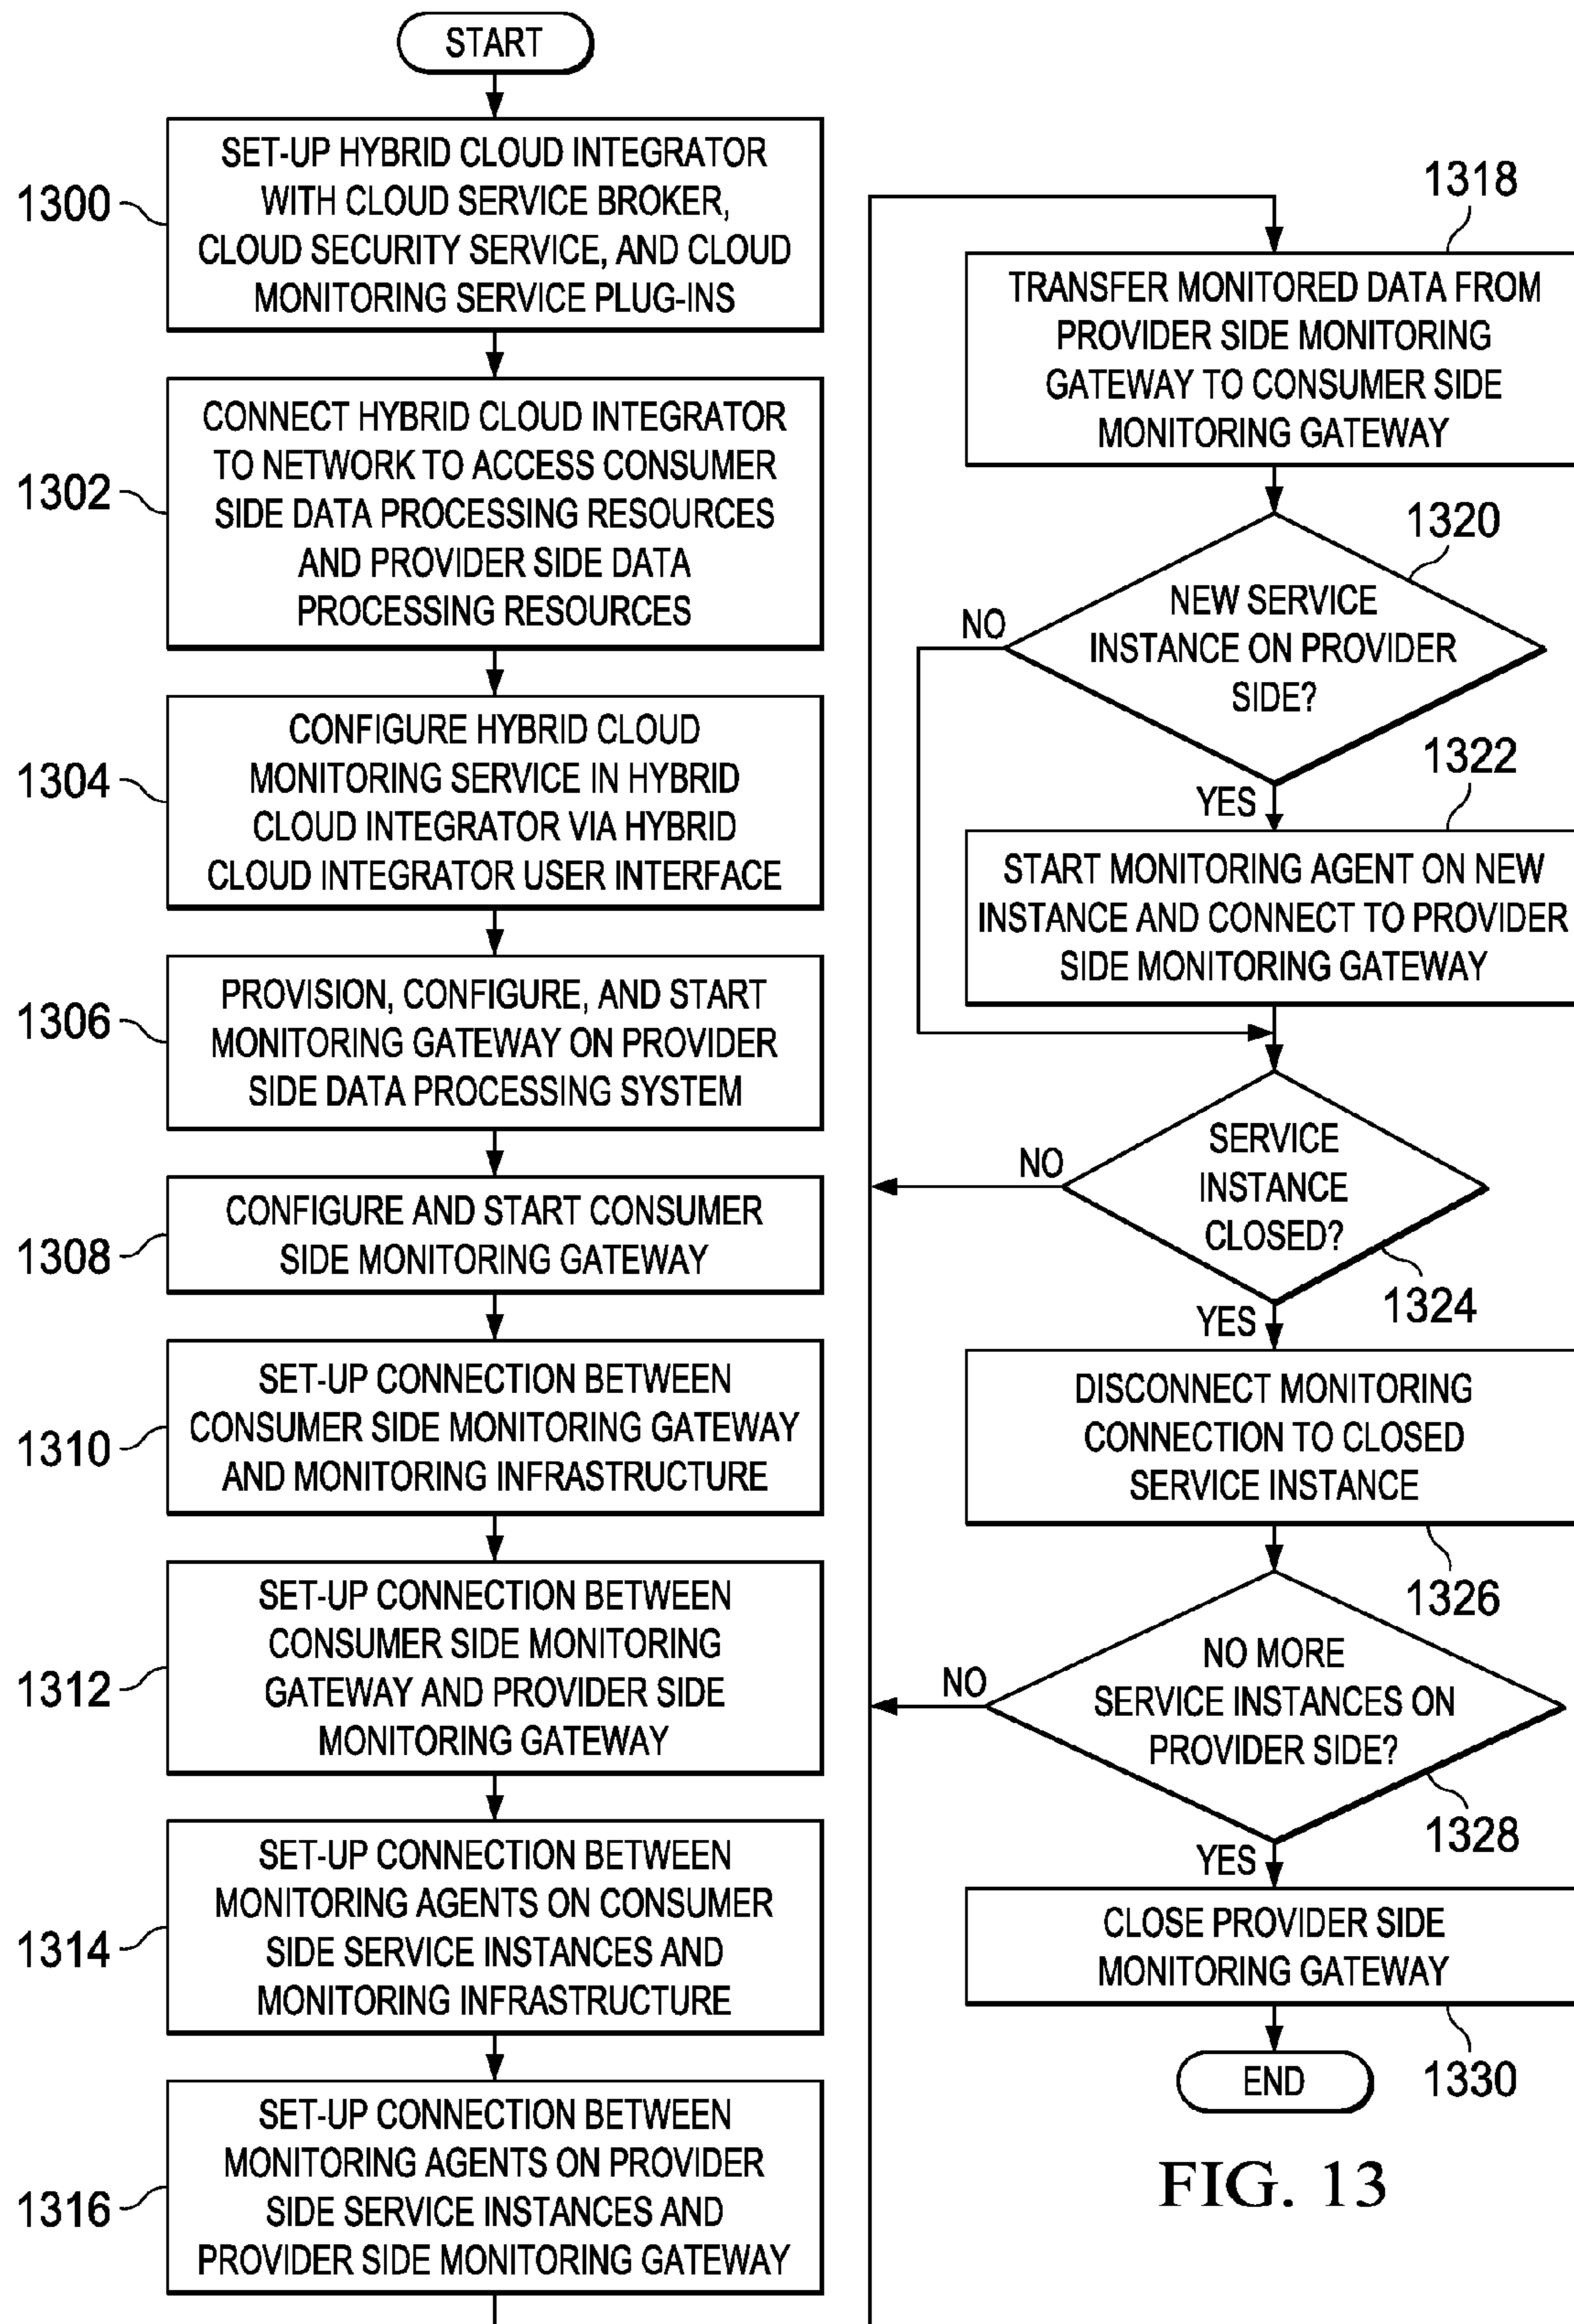 START
1300
SET-UP HYBRID CLOUD INTEGRATOR
WITH CLOUD SERVICE BROKER,
CLOUD SECURITY SERVICE, AND CLOUD
MONITORING SERVICE PLUG-INS
1302
CONNECT HYBRID CLOUD INTEGRATOR
TO NETWORK TO ACCESS CONSUMER
SIDE DATA PROCESSING RESOURCES
AND PROVIDER SIDE DATA
PROCESSING RESOURCES
1304
CONFIGURE HYBRID CLOUD
MONITORING SERVICE IN HYBRID
CLOUD INTEGRATOR VIA HYBRID
CLOUD INTEGRATOR USER INTERFACE
1306
PROVISION, CONFIGURE, AND START
MONITORING GATEWAY ON PROVIDER
SIDE DATA PROCESSING SYSTEM
1308
CONFIGURE AND START CONSUMER
SIDE MONITORING GATEWAY
1310
SET-UP CONNECTION BETWEEN
CONSUMER SIDE MONITORING GATEWAY
AND MONITORING INFRASTRUCTURE
1312
SET-UP CONNECTION BETWEEN
CONSUMER SIDE MONITORING
GATEWAY AND PROVIDER SIDE
MONITORING GATEWAY
1314
SET-UP CONNECTION BETWEEN
MONITORING AGENTS ON CONSUMER
SIDE SERVICE INSTANCES AND
MONITORING INFRASTRUCTURE
1316
SET-UP CONNECTION BETWEEN
MONITORING AGENTS ON PROVIDER
SIDE SERVICE INSTANCES AND
PROVIDER SIDE MONITORING GATEWAY
1318
TRANSFER MONITORED DATA FROM
PROVIDER SIDE MONITORING
GATEWAY TO CONSUMER SIDE
MONITORING GATEWAY
1320
NEW SERVICE
INSTANCE ON PROVIDER
SIDE?
NO
YES
1322
START MONITORING AGENT ON NEW
INSTANCE AND CONNECT TO PROVIDER
SIDE MONITORING GATEWAY
SERVICE
INSTANCE
CLOSED?
NO
1324
YES
DISCONNECT MONITORING
CONNECTION TO CLOSED
SERVICE INSTANCE
1326
NO MORE
SERVICE INSTANCES ON
PROVIDER SIDE?
NO
1328
YES
CLOSE PROVIDER SIDE
MONITORING GATEWAY
1330
END
FIG. 13